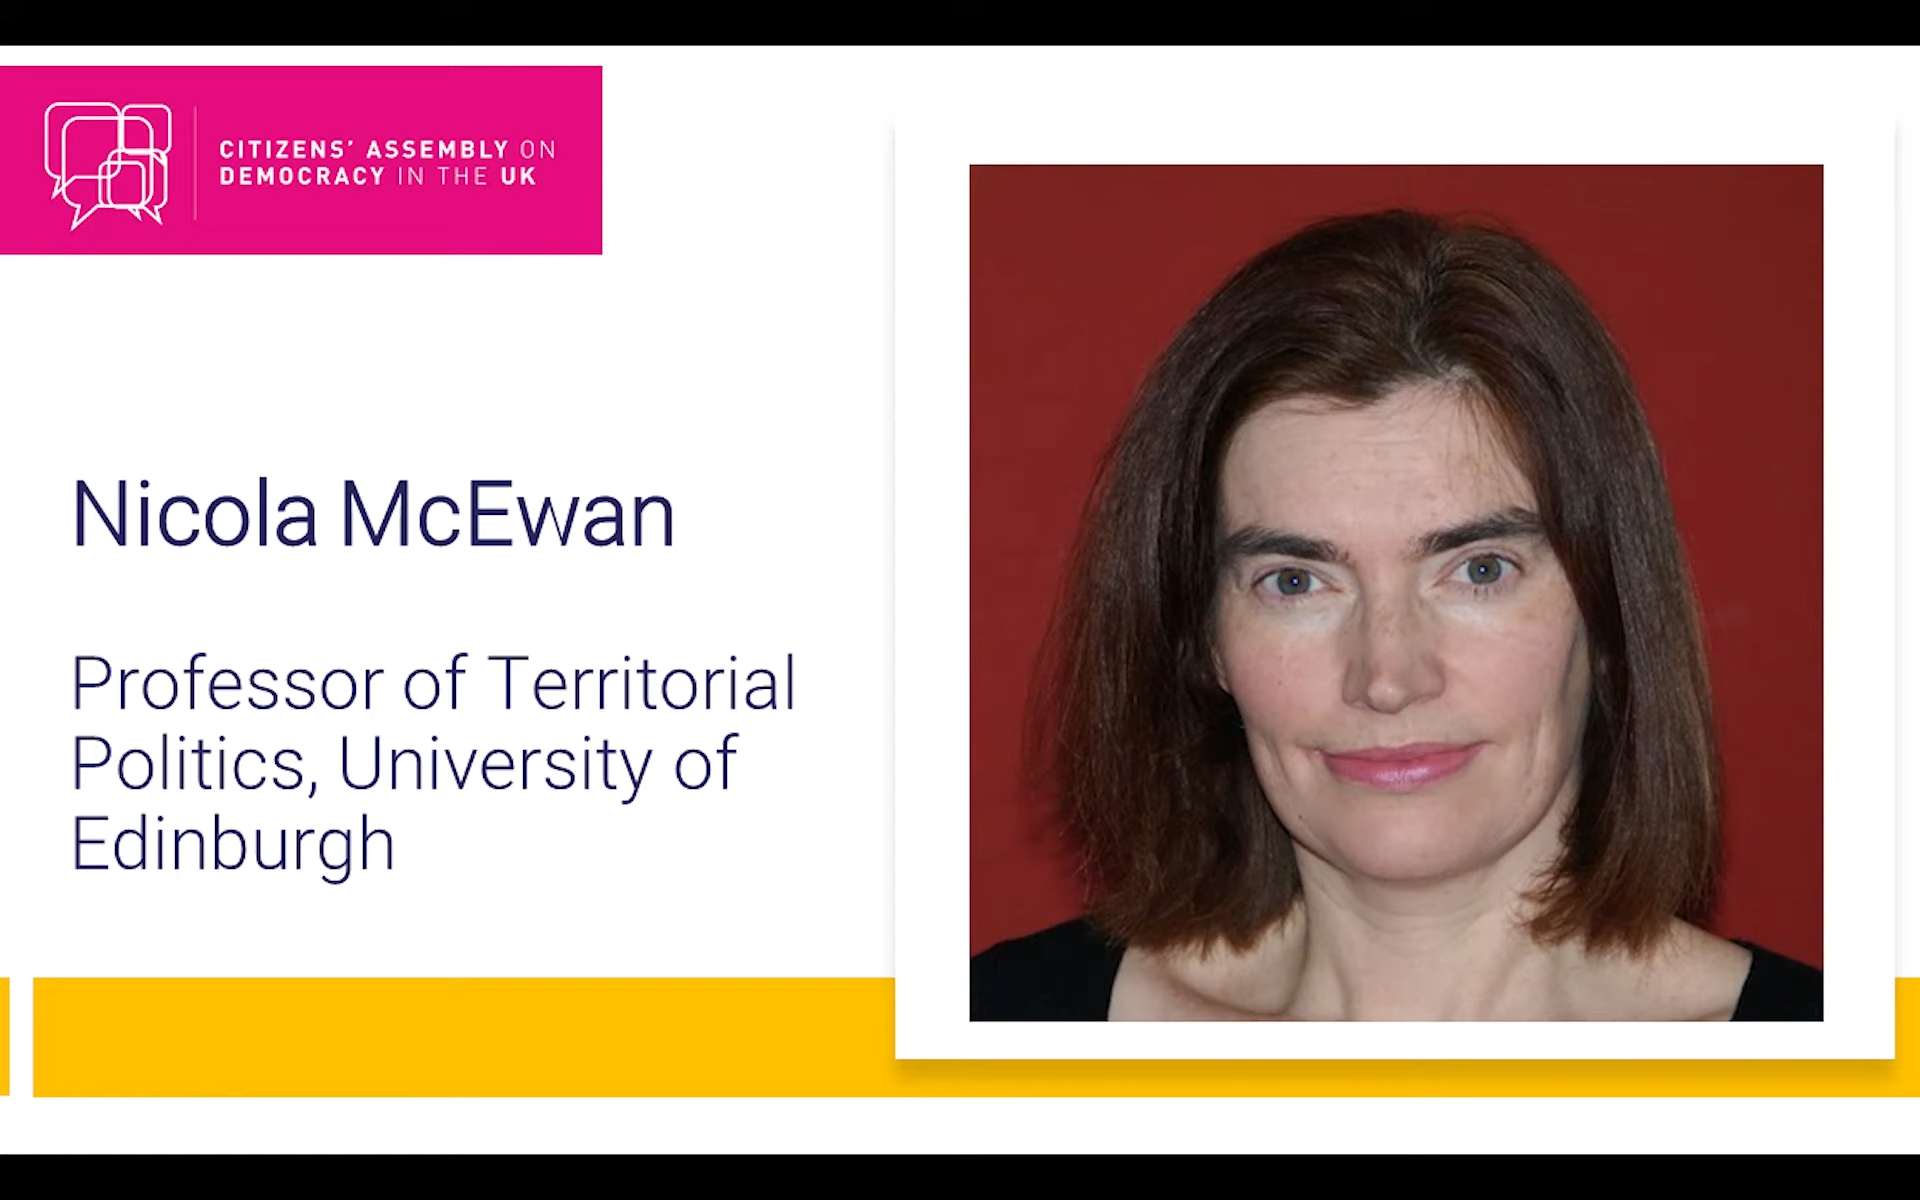 CITIZENS’ ASSEMBLY ON
DEMOCRACY IN THE UK
Nicola McEwan
Professor of Territorial
Politics, University of
Edinburgh